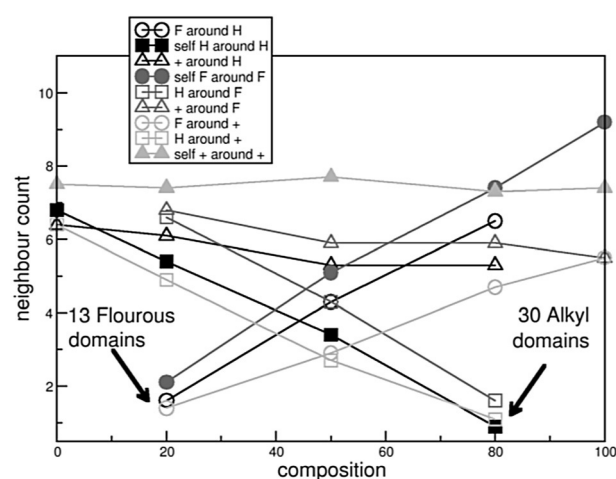 F around H
self H around H
+ around H
self F around F
H around F
+ around F
F around +
H around +
self + around +
10
8
6
4
2
neighbour count
13 Flourous
domains
30 Alkyl
domains
0 20 40 60 80 100
composition